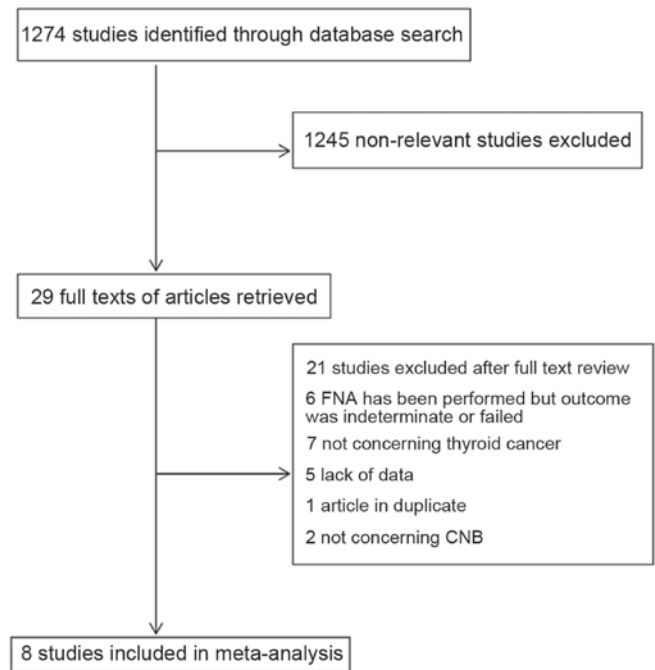 1274 studies identified through database search
1245 non-relevant studies excluded
29 full texts of articles retrieved
21 studies excluded after full text review
6 FNA has been performed but outcome
was indeterminate or failed
7 not concerning thyroid cancer
5 lack of data
1 article in duplicate
2 not concerning CNB
8 studies included in meta-analysis